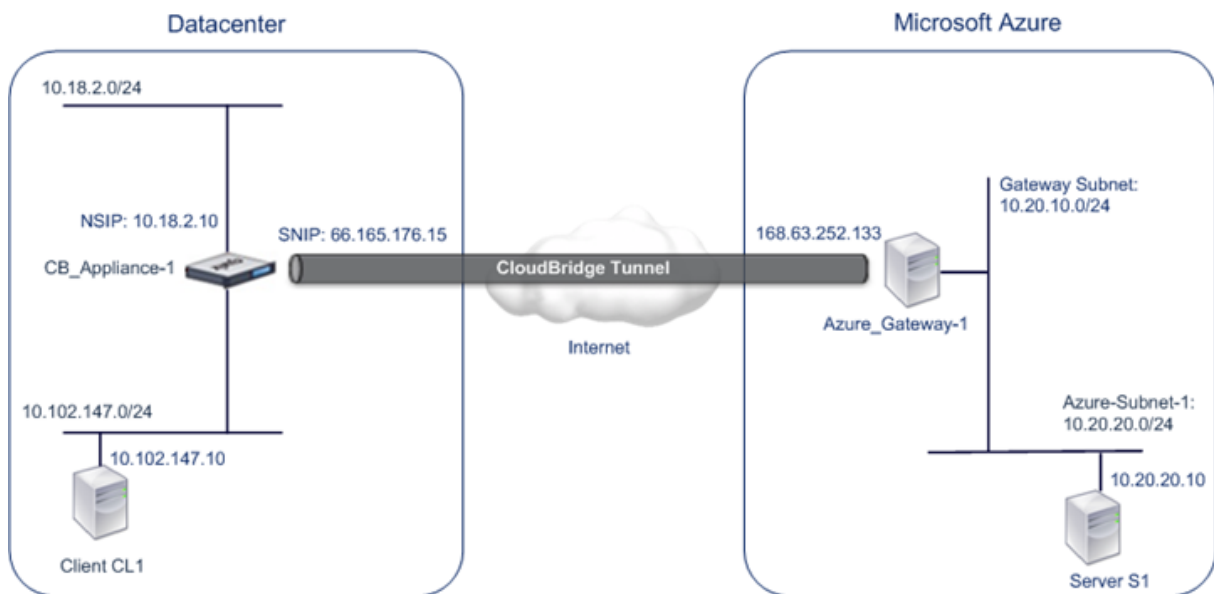 Datacenter
10.18.2.0/24
NSIP: 10.18.2.10
CB_Appliance-1
SNIP: 66.165.176.15
10.102.147.0/24
10.102.147.10
Client CL1
CloudBridge Tunnel
Internet
Microsoft Azure
168.63.252.133
Azure_Gateway-1
Gateway Subnet:
10.20.10.0/24
Azure-Subnet-1:
10.20.20.0/24
10.20.20.10
Server S1